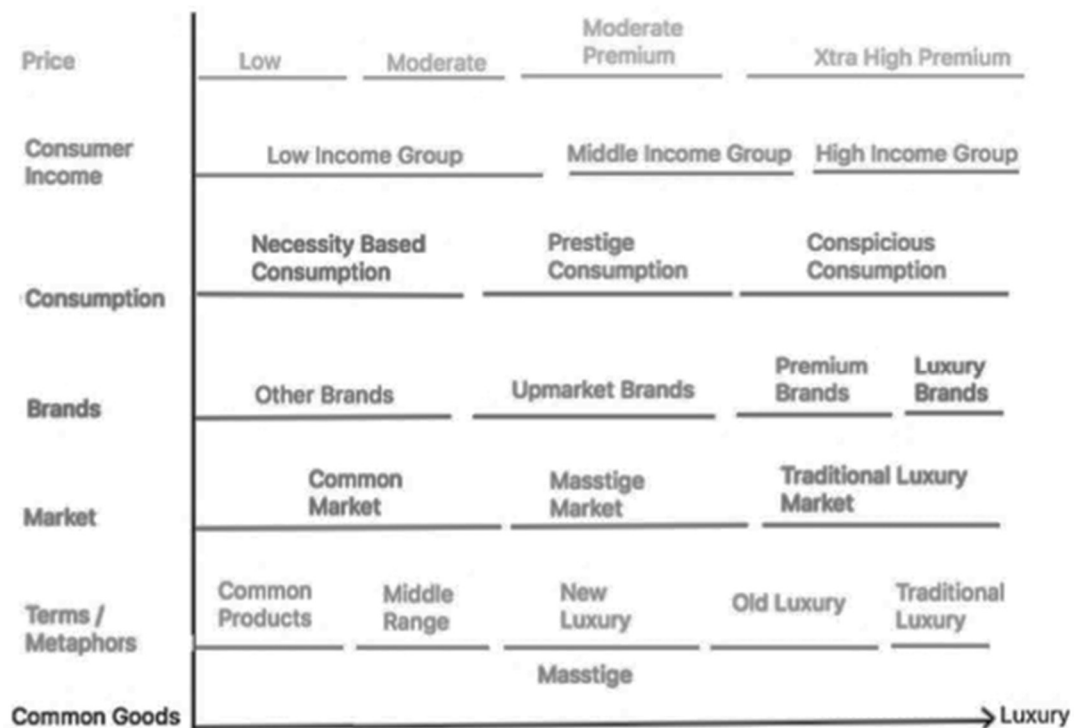 Price
Low
Moderate
Moderate
Premium
Xtra High Premium
Consumer
Income
Low Income Group
Middle Income Group
High Income Group
Consumption
Necessity Based
Consumption
Prestige
Consumption
Conspicious
Consumption
Brands
Other Brands
Upmarket Brands
Premium
Brands
Luxury
Brands
Market
Common
Market
Masstige
Market
Traditional Luxury
Market
Terms /
Metaphors
Common
Products
Middle
Range
New
Luxury
Old Luxury
Traditional
Luxury
Masstige
Common Goods
Luxury